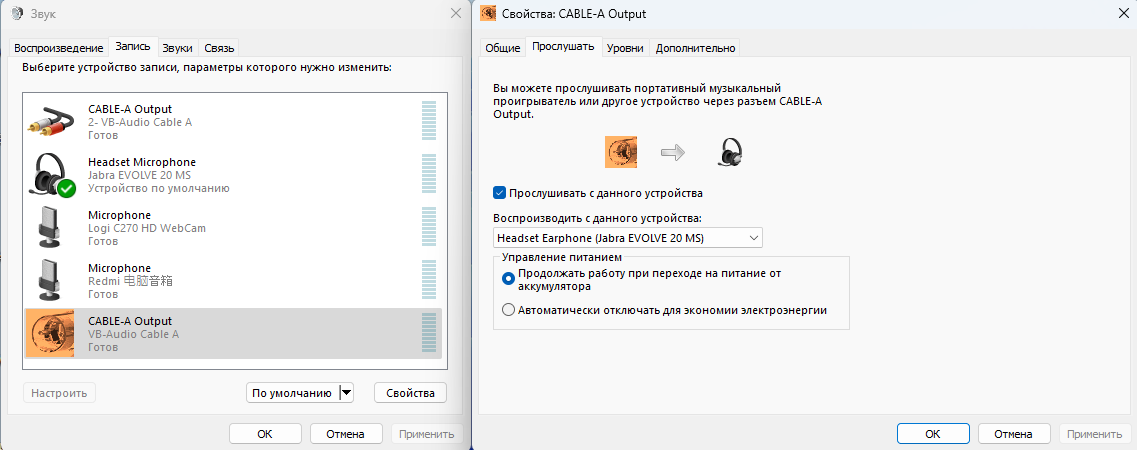 Звук
Воспроизведение Запись Звуки Связь
Выберите устройство записи, параметры которого нужно изменить:
CABLE-A Output
2- VB-Audio Cable A
Готов
Headset Microphone
Jabra EVOLVE 20 MS
Устройство по умолчанию
Microphone
Logi C270 HD WebCam
Готов
Microphone
Redmi 电脑音箱
Готов
CABLE-A Output
VB-Audio Cable A
Готов
Настроить По умолчанию Свойства
ОК Отмена Применить
Свойства: CABLE-A Output
Общие Прослушать Уровни Дополнительно
Вы можете прослушивать портативный музыкальный
проигрыватель или другое устройство через разъем CABLE-A
Output.
Прослушивать с данного устройства
Воспроизводить с данного устройства:
Headset Earphone (Jabra EVOLVE 20 MS)
Управление питанием
Продолжать работу при переходе на питание от
аккумулятора
Автоматически отключать для экономии электроэнергии
ОК Отмена Применить